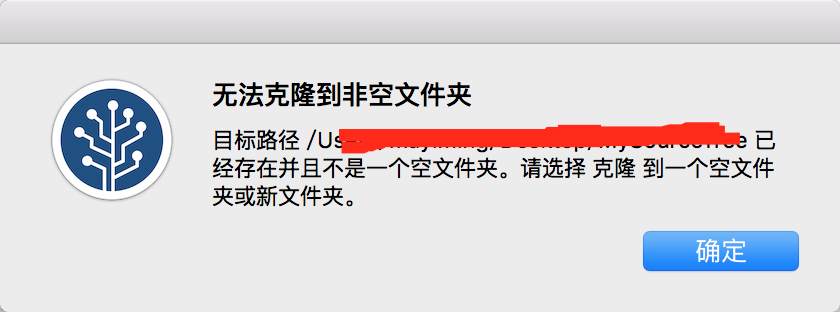 无法克隆到非空文件夹
目标路径 /Us 已
经存在并且不是一个空文件夹。请选择 克隆 到一个空文件
夹或新文件夹。
确定